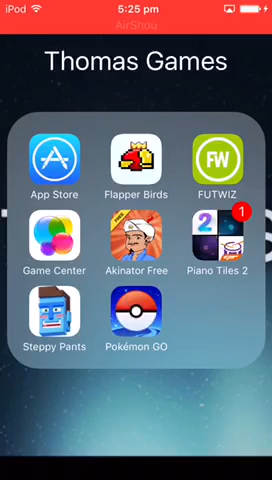 iPod 5:25 pm
AirShou
Thomas Games
App Store Flapper Birds FUTWIZ
FW
FREE
2
1
Game Center Akinator Free Piano Tiles 2
Steppy Pants Pokémon GO